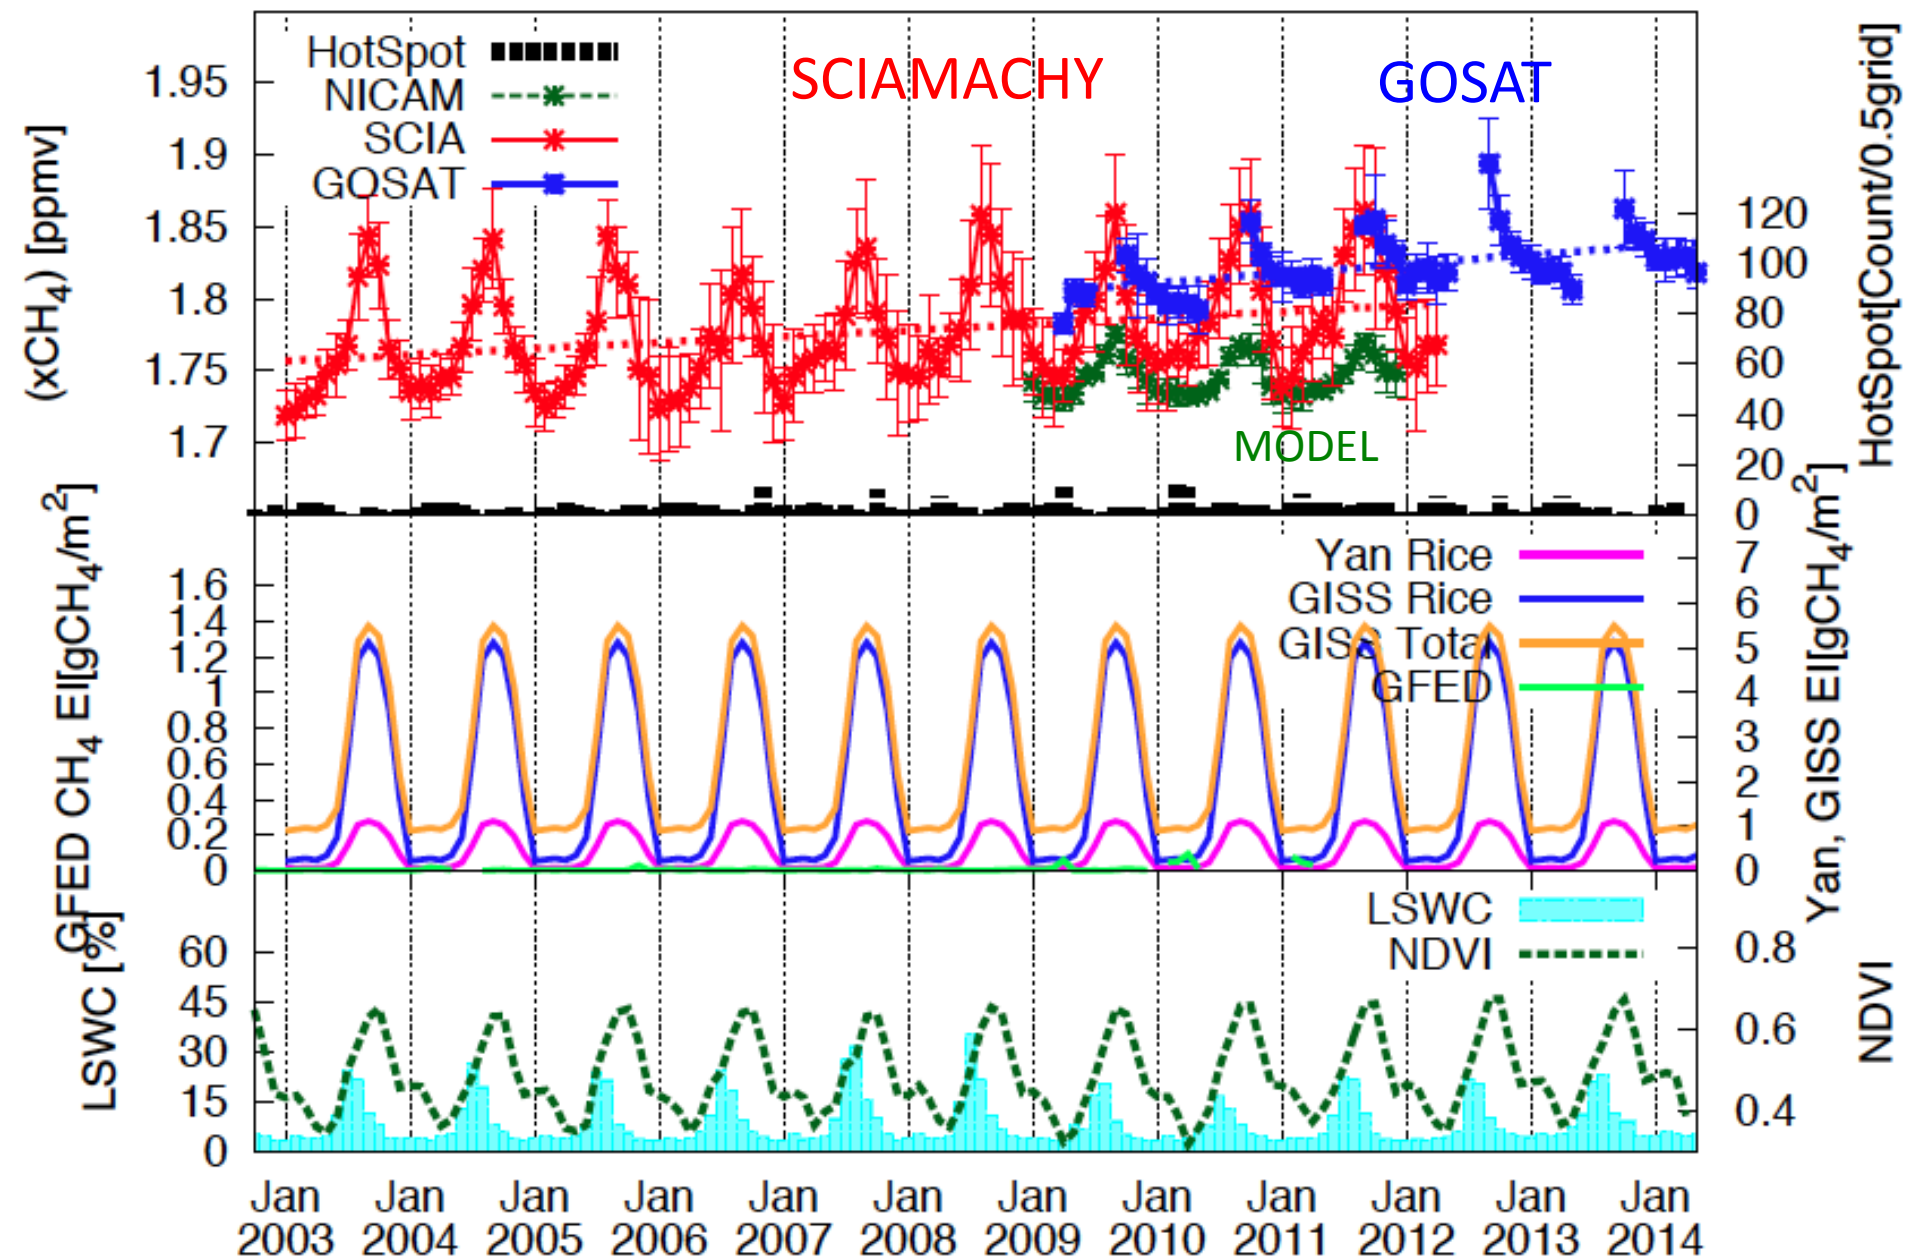 HotSpot
NICAM
SCIA
GOSAT
SCIAMACHY
GOSAT
MODEL
(xCH4) [ppmv]
1.95
1.9
1.85
1.8
1.75
1.7
HotSpot[Count/0.5grid]
120
100
80
60
40
20
0
GFED CH4 EI[gCH4/m2]
1.6
1.4
1.2
1
0.8
0.6
0.4
0.2
0
Yan Rice
GISS Rice
GISS Total
GFED
Yan, GISS EI[gCH4/m2]
7
6
5
4
3
2
1
0
LSWC [%]
60
45
30
15
0
LSWC
NDVI
NDVI
0.8
0.6
0.4
Jan Jan Jan Jan Jan Jan Jan Jan Jan Jan Jan Jan
2003 2004 2005 2006 2007 2008 2009 2010 2011 2012 2013 2014